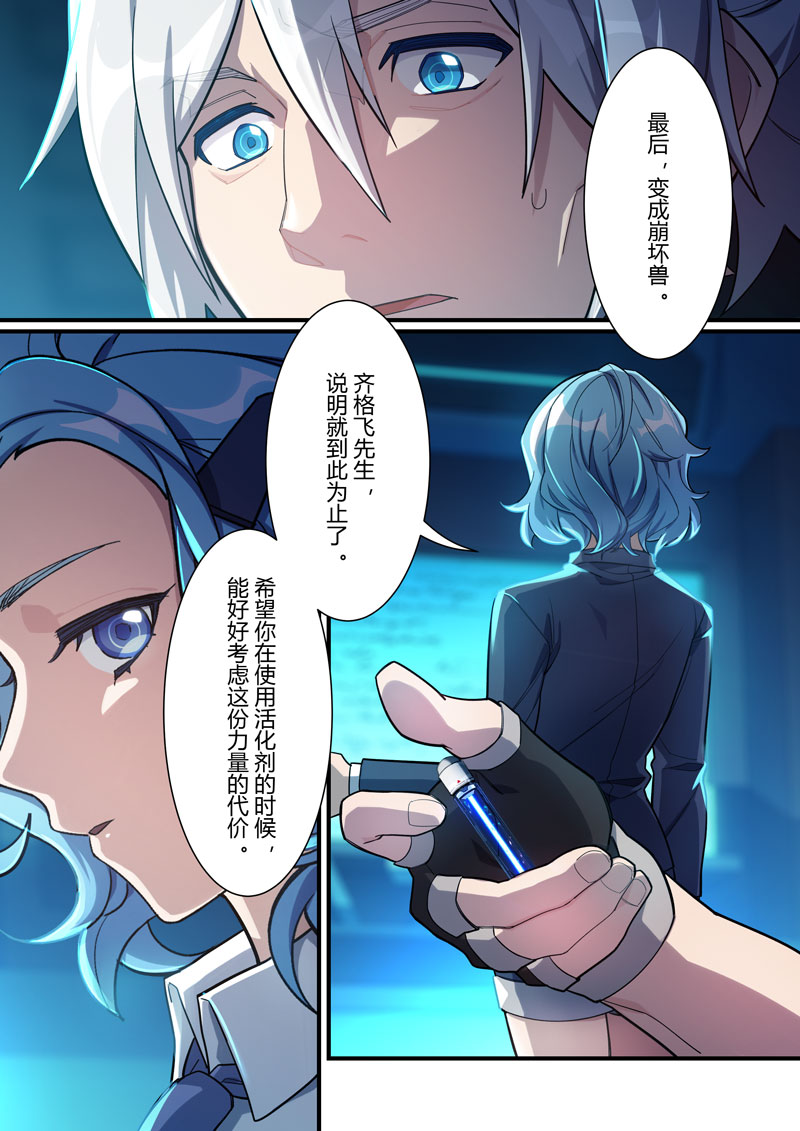 最后，变成崩坏兽。
齐格飞先生，
说明就到此为止了。
希望你在使用活化剂的时候，
能好好考虑这份力量的代价。